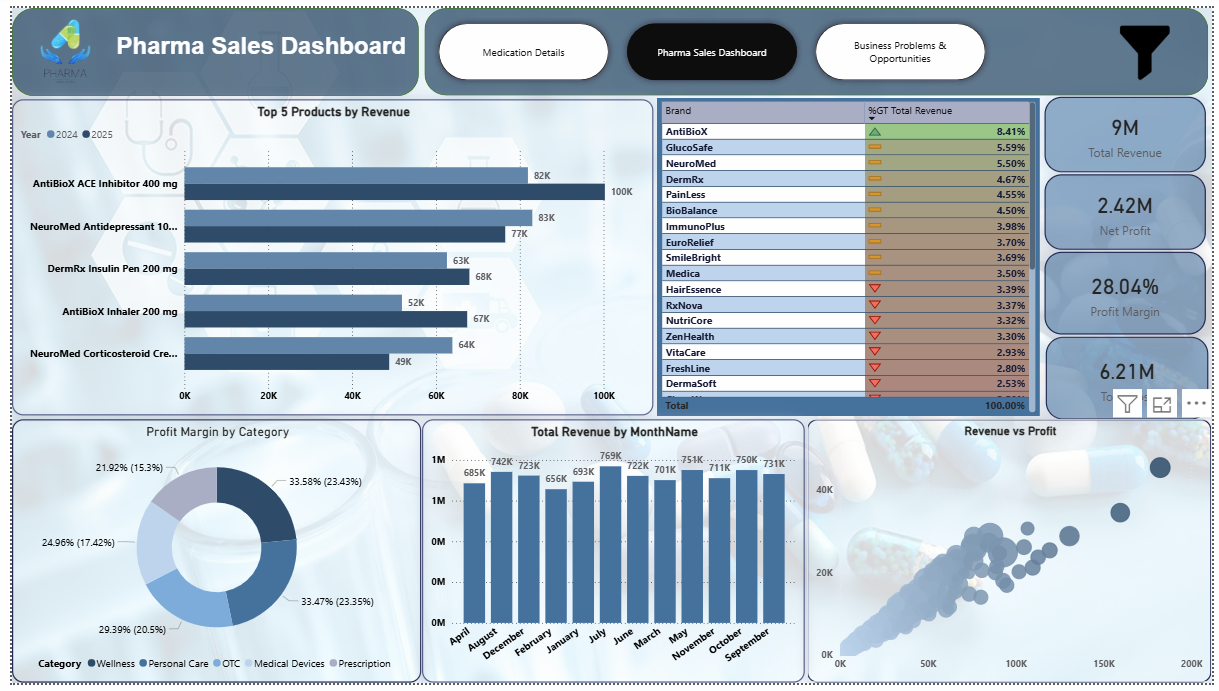 PHARMA
Pharma Sales Dashboard
Medication Details
Pharma Sales Dashboard
Business Problems &
Opportunities
Top 5 Products by Revenue
Year 2024 2025
AntiBioX ACE Inhibitor 400 mg
82K
100K
NeuroMed Antidepressant 10...
83K
77K
DermRx Insulin Pen 200 mg
63K
68K
AntiBioX Inhaler 200 mg
52K
67K
NeuroMed Corticosteroid Cre...
64K
49K
0K 20K 40K 60K 80K 100K
Brand %GT Total Revenue
AntiBioX 8.41%
GlucoSafe 5.59%
NeuroMed 5.50%
DermRx 4.67%
PainLess 4.55%
BioBalance 4.50%
ImmunoPlus 3.98%
EuroRelief 3.70%
SmileBright 3.69%
Medica 3.50%
HairEssence 3.39%
RxNova 3.37%
NutriCore 3.32%
ZenHealth 3.30%
VitaCare 2.93%
FreshLine 2.80%
DermaSoft 2.53%
Total 100.00%
9M
Total Revenue
2.42M
Net Profit
28.04%
Profit Margin
6.21M
Profit Margin by Category
21.92% (15.3%)
33.58% (23.43%)
24.96% (17.42%)
33.47% (23.35%)
29.39% (20.5%)
Category Wellness Personal Care OTC Medical Devices Prescription
Total Revenue by MonthName
1M
1M
0M
0M
0M
685K 742K 723K 656K 693K 769K 722K 701K 751K 711K 750K 731K
April August December February January July June March May November October September
Revenue vs Profit
40K
20K
0K
0K 50K 100K 150K 200K